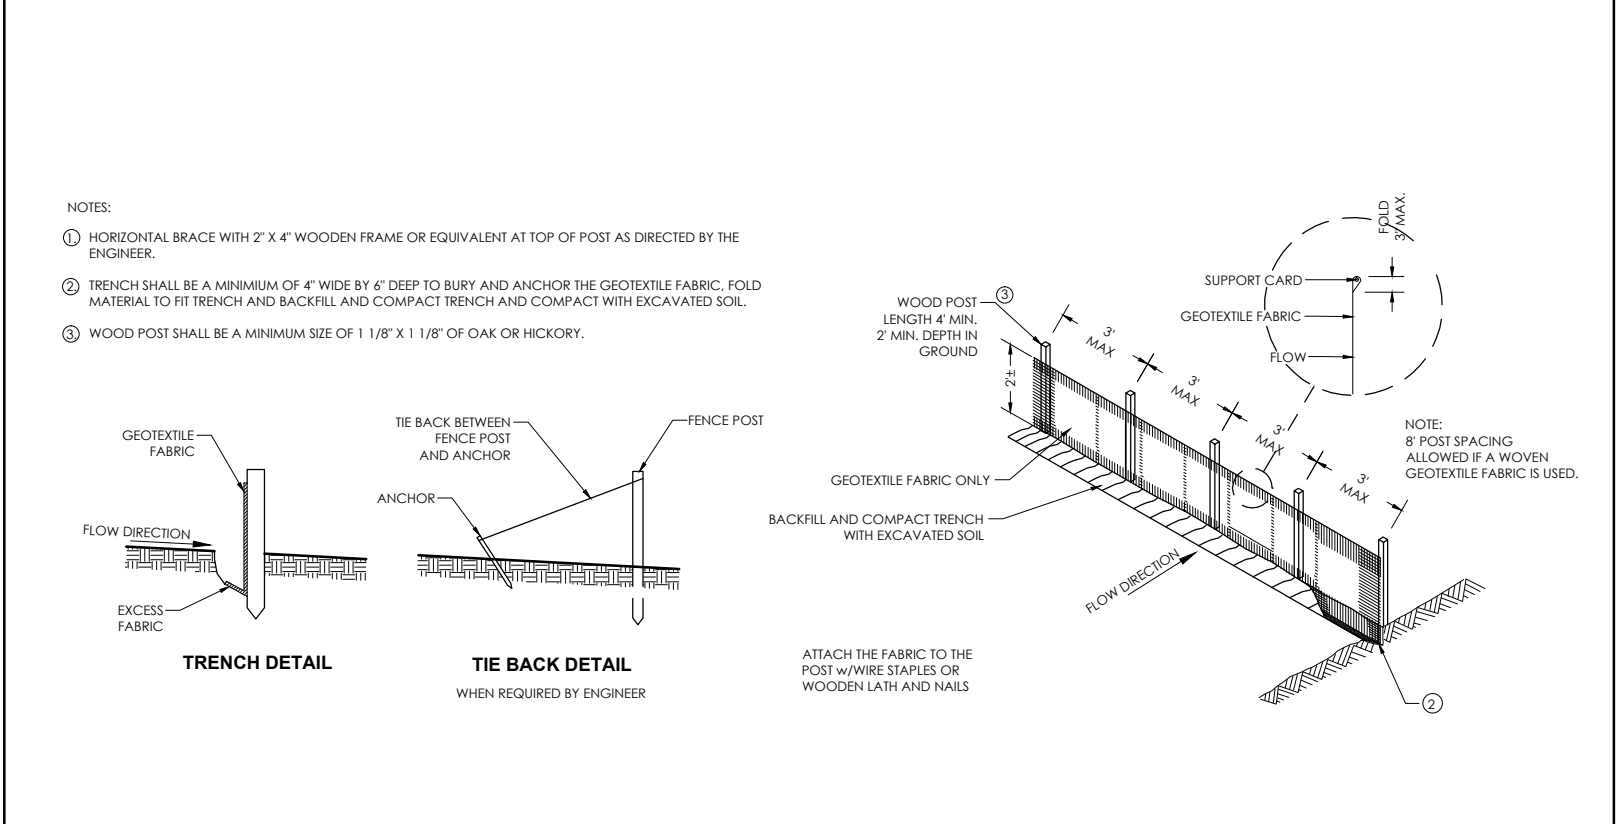 NOTES:
1. HORIZONTAL BRACE WITH 2" X 4" WOODEN FRAME OR EQUIVALENT AT TOP OF POST AS DIRECTED BY THE
ENGINEER.
2. TRENCH SHALL BE A MINIMIUM OF 4" WIDE BY 6" DEEP TO BURY AND ANCHOR THE GEOTEXTILE FABRIC, FOLD
MATERIAL TO FIT TRENCH AND BACKFILL AND COMPACT TRENCH AND COMPACT WITH EXCAVATED SOIL.
3. WOOD POST SHALL BE A MINIMUM SIZE OF 1 1/8" X 1 1/8" OF OAK OR HICKORY.
GEOTEXTILE
FABRIC
FLOW DIRECTION
EXCESS
FABRIC
TRENCH DETAIL
TIE BACK BETWEEN
FENCE POST
AND ANCHOR
FENCE POST
ANCHOR
TIE BACK DETAIL
WHEN REQUIRED BY ENGINEER
WOOD POST
LENGTH 4' MIN.
2' MIN. DEPTH IN
GROUND
3
2'±
3'
MAX
3'
MAX
3'
MAX
3'
MAX
GEOTEXTILE FABRIC ONLY
BACKFILL AND COMPACT TRENCH
WITH EXCAVATED SOIL
FLOW DIRECTION
ATTACH THE FABRIC TO THE
POST w/WIRE STAPLES OR
WOODEN LATH AND NAILS
FOLD
3" MAX.
SUPPORT CARD
GEOTEXTILE FABRIC
FLOW
NOTE:
8' POST SPACING
ALLOWED IF A WOVEN
GEOTEXTILE FABRIC IS USED.
2